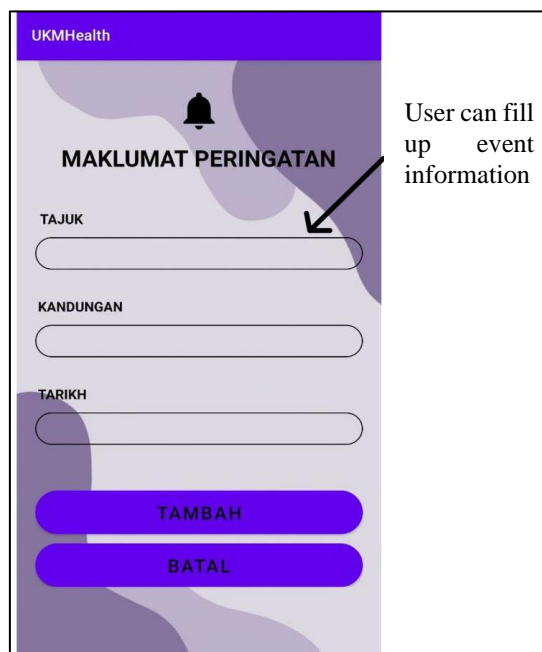 UKMHealth
MAKLUMAT PERINGATAN
User can fill
up event
information
TAJUK
KANDUNGAN
TARIKH
TAMBAH
BATAL